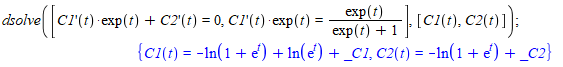 dsolve([C1'(t)·exp(t) + C2'(t) = 0, C1'(t)·exp(t) = exp(t)/(exp(t) + 1)], [C1(t), C2(t)]);
{C1(t) = -ln(1 + e^t) + ln(e^t) + _C1, C2(t) = -ln(1 + e^t) + _C2}